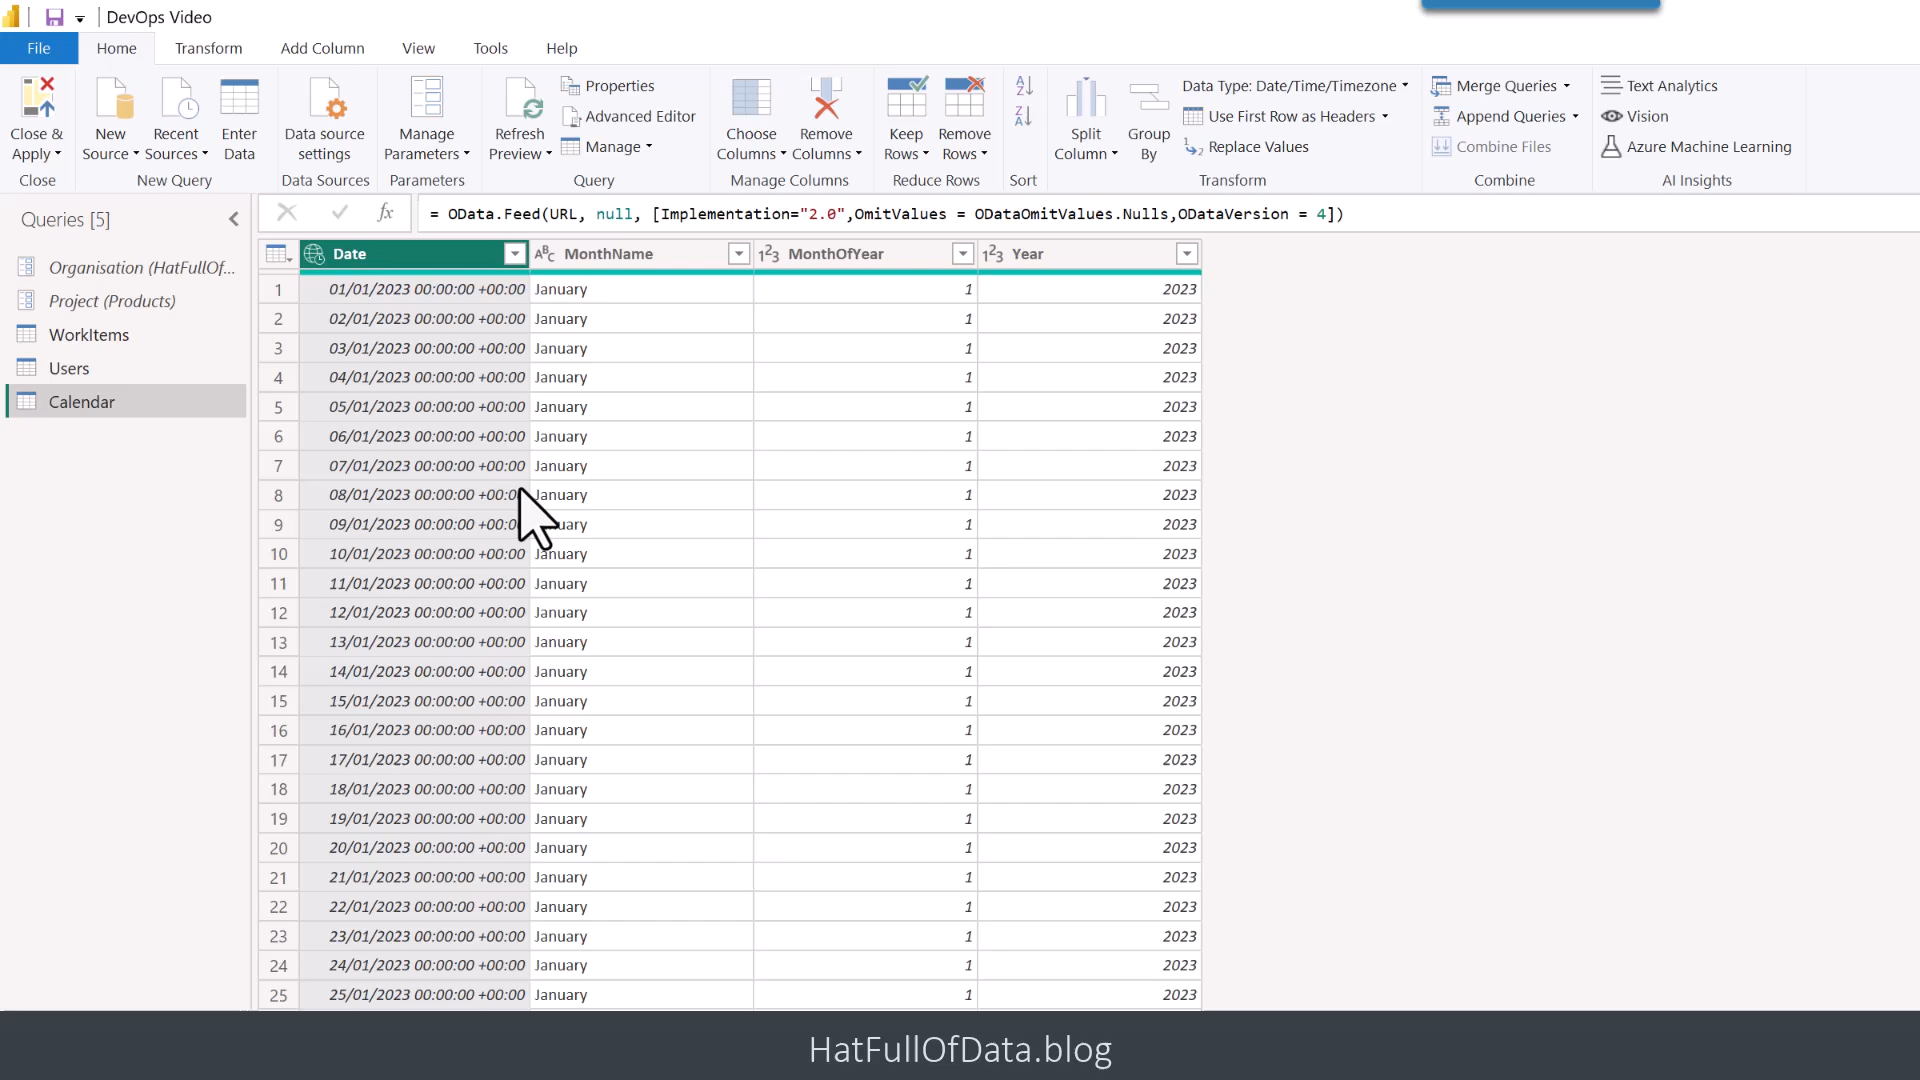 DevOps Video
File Home Transform Add Column View Tools Help
Close & Apply
Close
New Source
Recent Sources
Enter Data
New Query
Data source settings
Data Sources
Manage Parameters
Parameters
Refresh Preview
Properties
Advanced Editor
Manage
Query
Choose Columns
Remove Columns
Manage Columns
Keep Rows
Remove Rows
Reduce Rows
Sort
Split Column
Group By
Data Type: Date/Time/Timezone
Use First Row as Headers
Replace Values
Transform
Merge Queries
Append Queries
Combine Files
Combine
Text Analytics
Vision
Azure Machine Learning
AI Insights
Queries [5]
Organisation (HatFullOf...
Project (Products)
WorkItems
Users
Calendar
fx = OData.Feed(URL, null, [Implementation="2.0",OmitValues = ODataOmitValues.Nulls,ODataVersion = 4])
Date ABC MonthName 123 MonthOfYear 123 Year
1 01/01/2023 00:00:00 +00:00 January 1 2023
2 02/01/2023 00:00:00 +00:00 January 1 2023
3 03/01/2023 00:00:00 +00:00 January 1 2023
4 04/01/2023 00:00:00 +00:00 January 1 2023
5 05/01/2023 00:00:00 +00:00 January 1 2023
6 06/01/2023 00:00:00 +00:00 January 1 2023
7 07/01/2023 00:00:00 +00:00 January 1 2023
8 08/01/2023 00:00:00 January 1 2023
9 09/01/2023 00:00:00 1 2023
10 10/01/2023 00:00:00 +00:00 January 1 2023
11 11/01/2023 00:00:00 +00:00 January 1 2023
12 12/01/2023 00:00:00 +00:00 January 1 2023
13 13/01/2023 00:00:00 +00:00 January 1 2023
14 14/01/2023 00:00:00 +00:00 January 1 2023
15 15/01/2023 00:00:00 +00:00 January 1 2023
16 16/01/2023 00:00:00 +00:00 January 1 2023
17 17/01/2023 00:00:00 +00:00 January 1 2023
18 18/01/2023 00:00:00 +00:00 January 1 2023
19 19/01/2023 00:00:00 +00:00 January 1 2023
20 20/01/2023 00:00:00 +00:00 January 1 2023
21 21/01/2023 00:00:00 +00:00 January 1 2023
22 22/01/2023 00:00:00 +00:00 January 1 2023
23 23/01/2023 00:00:00 +00:00 January 1 2023
24 24/01/2023 00:00:00 +00:00 January 1 2023
25 25/01/2023 00:00:00 +00:00 January 1 2023
HatFullOfData.blog